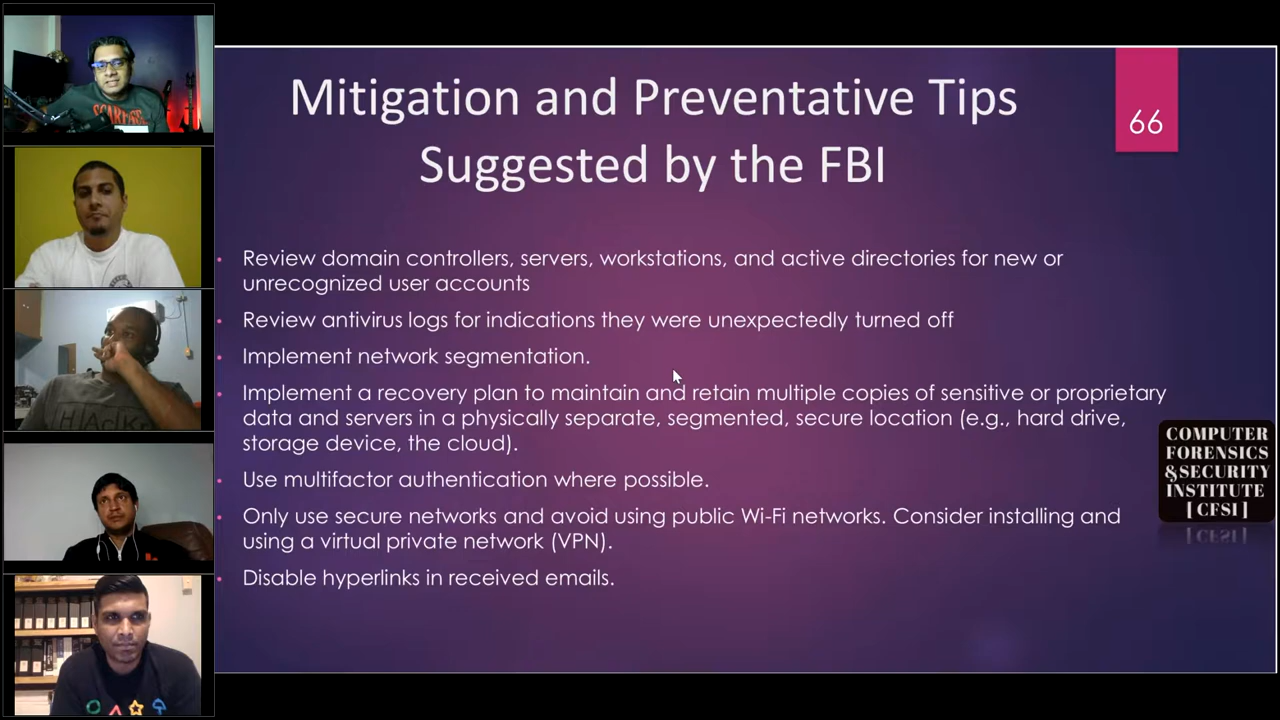 Mitigation and Preventative Tips
Suggested by the FBI
66
• Review domain controllers, servers, workstations, and active directories for new or
unrecognized user accounts
• Review antivirus logs for indications they were unexpectedly turned off
• Implement network segmentation.
• Implement a recovery plan to maintain and retain multiple copies of sensitive or proprietary
data and servers in a physically separate, segmented, secure location (e.g., hard drive,
storage device, the cloud).
• Use multifactor authentication where possible.
• Only use secure networks and avoid using public Wi-Fi networks. Consider installing and
using a virtual private network (VPN).
• Disable hyperlinks in received emails.
COMPUTER
FORENSICS
&SECURITY
INSTITUTE
[CFSI]